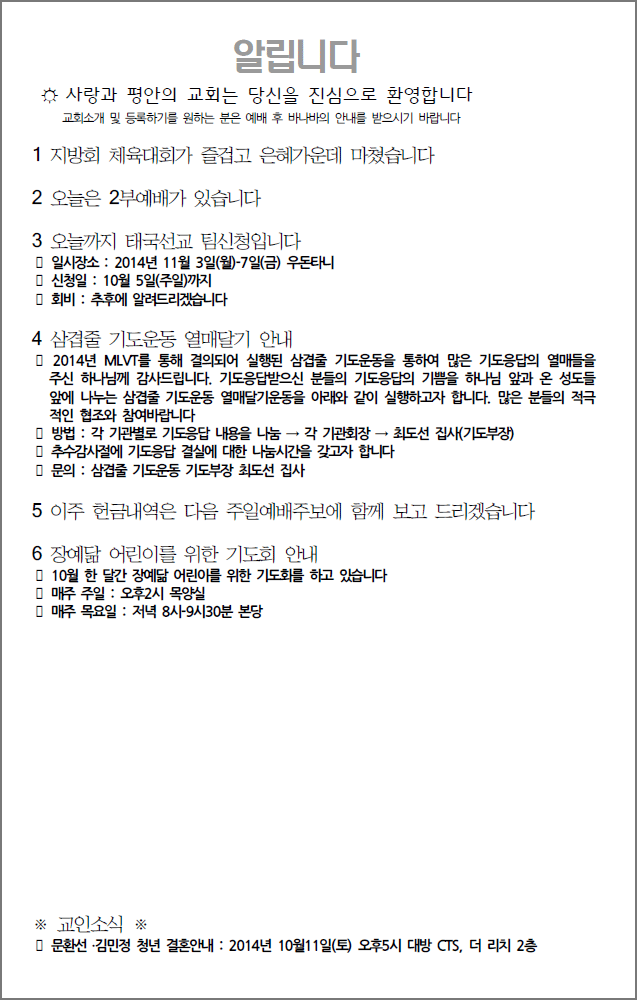 알립니다
☼ 사랑과 평안의 교회는 당신을 진심으로 환영합니다
교회소개 및 등록하기를 원하는 분은 예배 후 바나바의 안내를 받으시기 바랍니다
1 지방회 체육대회가 즐겁고 은혜가운데 마쳤습니다
2 오늘은 2부예배가 있습니다
3 오늘까지 태국선교 팀신청입니다
▯ 일시장소 : 2014년 11월 3일(월)-7일(금) 우돈타니
▯ 신청일 : 10월 5일(주일)까지
▯ 회비 : 추후에 알려드리겠습니다
4 삼겹줄 기도운동 열매달기 안내
▯ 2014년 MLVT를 통해 결의되어 실행된 삼겹줄 기도운동을 통하여 많은 기도응답의 열매들을
주신 하나님께 감사드립니다. 기도응답받으신 분들의 기도응답의 기쁨을 하나님 앞과 온 성도들
앞에 나누는 삼겹줄 기도운동 열매달기운동을 아래와 같이 실행하고자 합니다. 많은 분들의 적극
적인 협조와 참여바랍니다
▯ 방법 : 각 기관별로 기도응답 내용을 나눔 → 각 기관회장 → 최도선 집사(기도부장)
▯ 추수감사절에 기도응답 결실에 대한 나눔시간을 갖고자 합니다
▯ 문의 : 삼겹줄 기도운동 기도부장 최도선 집사
5 이주 헌금내역은 다음 주일예배주보에 함께 보고 드리겠습니다
6 장예닮 어린이를 위한 기도회 안내
▯ 10월 한 달간 장예닮 어린이를 위한 기도회를 하고 있습니다
▯ 매주 주일 : 오후2시 목양실
▯ 매주 목요일 : 저녁 8시-9시30분 본당
※ 교인소식 ※
▯ 문환선 ·김민정 청년 결혼안내 : 2014년 10월11일(토) 오후5시 대방 CTS, 더 리치 2층